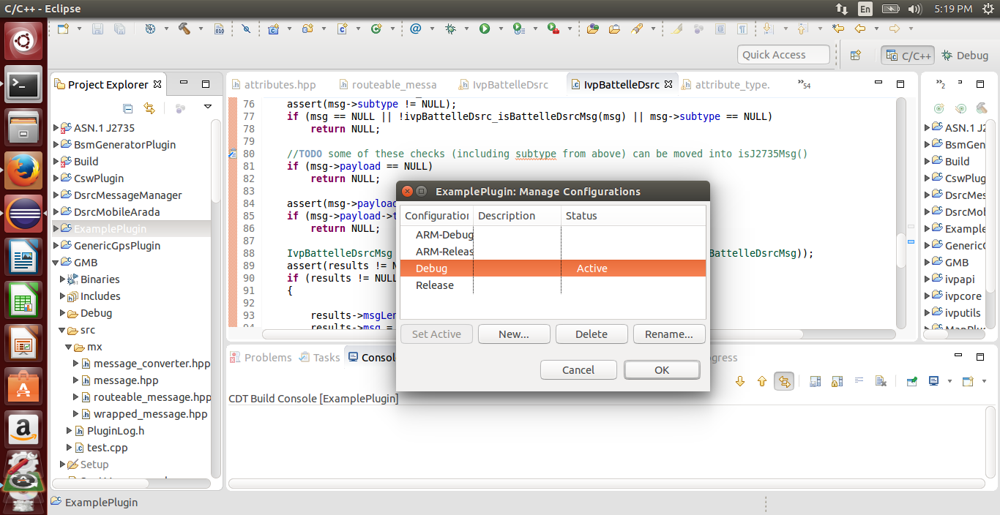 C/C++ - Eclipse
En
5:19 PM
Quick Access
C/C++
Debug
Project Explorer
ASN.1 J2735
BsmGeneratorPlugin
Build
CswPlugin
DsrcMessageManager
DsrcMobileArada
ExamplePlugin
GenericGpsPlugin
GMB
Binaries
Includes
Debug
src
mx
message_converter.hpp
message.hpp
routeable_message.hpp
wrapped_message.hpp
PluginLog.h
test.cpp
Setup
attributes.hpp
routeable_messa
IvpBattelleDsrc
IvpBattelleDsrc
attribute_type.
»54
76 assert(msg->subtype != NULL);
77 if (msg == NULL || !ivpBattelleDsrc_isBattelleDsrcMsg(msg) || msg->subtype == NULL)
78 return NULL;
79
80 //TODO some of these checks (including subtype from above) can be moved into isJ2735Msg()
81 if (msg->payload == NULL)
82 return NULL;
83
84 assert(msg->payload
85 if (msg->payload->t
86 return NULL;
87
88 IvpBattelleDsrcMsg BattelleDsrcMsg));
89 assert(results != N
90 if (results != NULL
91 {
92
93 results->msgLen
94 results->msg =
ExamplePlugin: Manage Configurations
Configuration Description Status
ARM-Debug
ARM-Releas
Debug Active
Release
Set Active
New...
Delete
Rename...
Cancel
OK
Problems
Tasks
Conso
gress
CDT Build Console [ExamplePlugin]
»2
ASN.1 J2
BsmGen
Build
CswPlug
DsrcMes
DsrcMob
Example
Generic
GMB
ivpapi
ivpcore
ivputils
MapPlu
ExamplePlugin